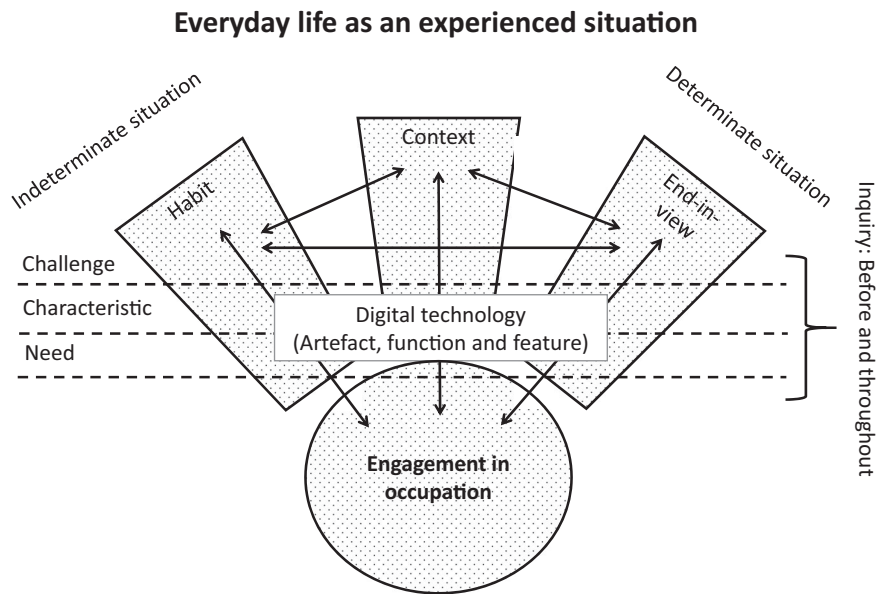 Everyday life as an experienced situation
Indeterminate situation
Determinate situation
Context
Habit
End-in-
view
Challenge
Characteristic
Need
Digital technology
(Artefact, function and feature)
Engagement in
occupation
Inquiry: Before and throughout